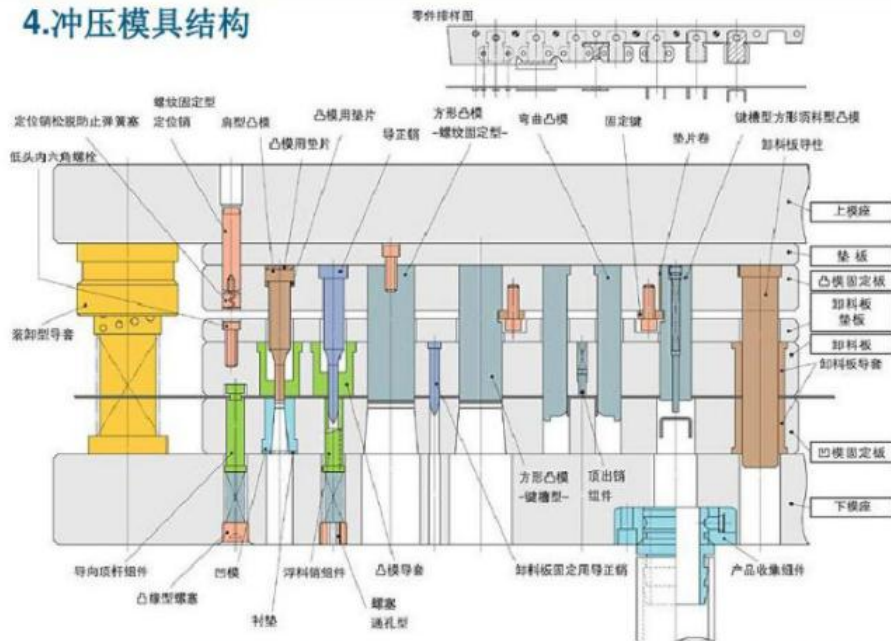 4.冲压模具结构
零件排样图
螺纹固定型
定位销
定位销松脱防止弹簧塞
低头内六角螺栓
肩型凸模
凸模用垫片
凸模用垫片
导正销
方形凸模
-螺纹固定型-
弯曲凸模
固定键
垫片卷
键槽型方形顶料型凸模
卸料板导柱
上模座
垫板
凸模固定板
卸料板
垫板
卸料板
卸料板导套
凹模固定板
下模座
装卸型导套
方形凸模
-键槽型-
顶出销
组件
导向顶杆组件
凸缘型螺塞
凹模
衬垫
浮料销组件
螺塞
通孔型
凸模导套
卸料板固定用导正销
产品收集组件